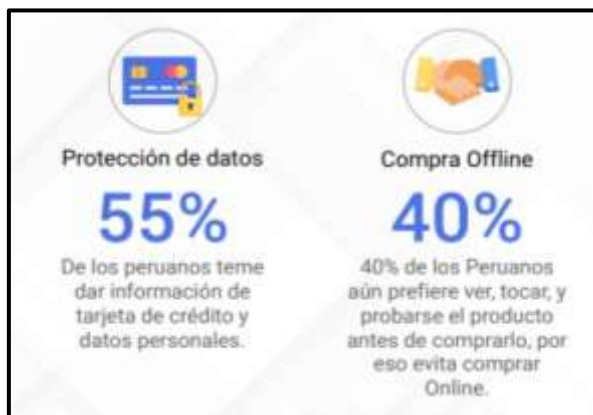 Protección de datos
55%
De los peruanos teme
dar información de
tarjeta de crédito y
datos personales.
Compra Offline
40%
40% de los Peruanos
aún prefiere ver, tocar, y
probarse el producto
antes de comprarlo, por
eso evita comprar
Online.